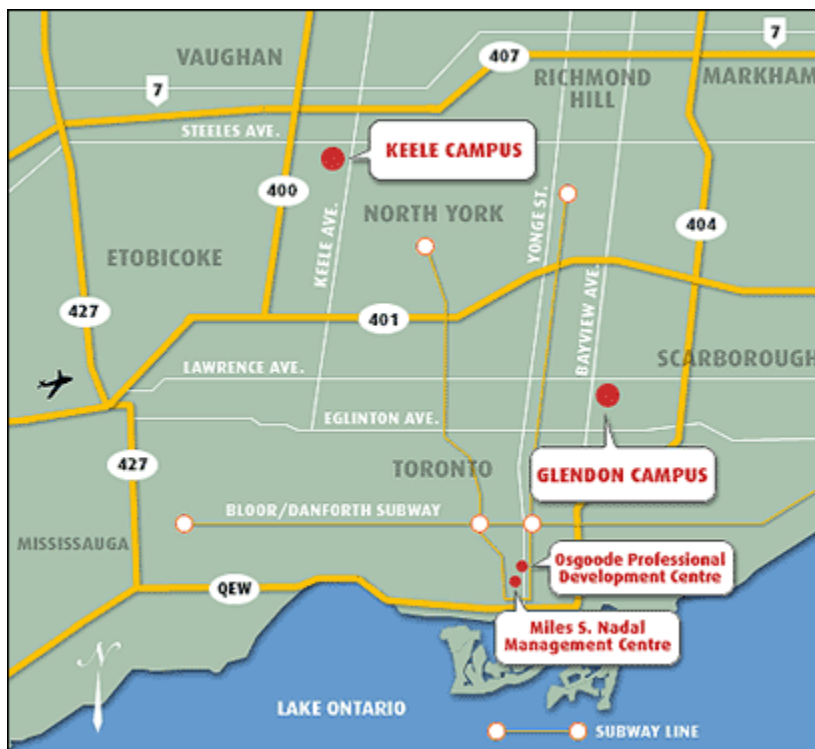 7
VAUGHAN
407
RICHMOND
HILL
MARKHAM
7
STEELES AVE.
KEELE CAMPUS
400
KEELE AVE.
NORTH YORK
YONGE ST.
404
ETOBICOKE
BAYVIEW AVE.
427
401
LAWRENCE AVE.
SCARBOROUGH
EGLINTON AVE.
427
TORONTO
GLENDON CAMPUS
BLOOR/DANFORTH SUBWAY
MISSISSAUGA
Osgoode Professional
Development Centre
QEW
Miles S. Nadal
Management Centre
N
LAKE ONTARIO
SUBWAY LINE